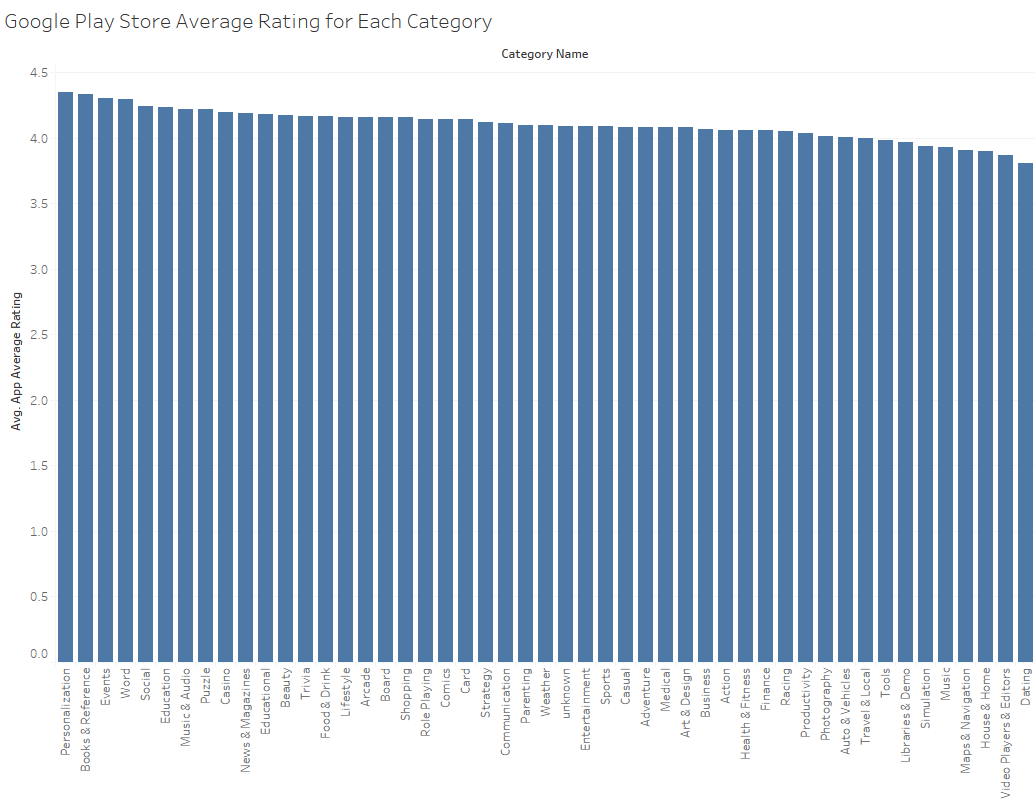 Google Play Store Average Rating for Each Category
Category Name
4.5
4.0
3.5
3.0
2.5
2.0
1.5
1.0
0.5
0.0
Avg. App Average Rating
Personalization
Books & Reference
Events
Word
Social
Education
Music & Audio
Puzzle
Casino
News & Magazines
Educational
Beauty
Trivia
Food & Drink
Lifestyle
Arcade
Board
Shopping
Role Playing
Comics
Card
Strategy
Communication
Parenting
Weather
unknown
Entertainment
Sports
Casual
Adventure
Medical
Art & Design
Business
Action
Health & Fitness
Finance
Racing
Productivity
Photography
Auto & Vehicles
Travel & Local
Tools
Libraries & Demo
Simulation
Music
Maps & Navigation
House & Home
Video Players & Editors
Dating